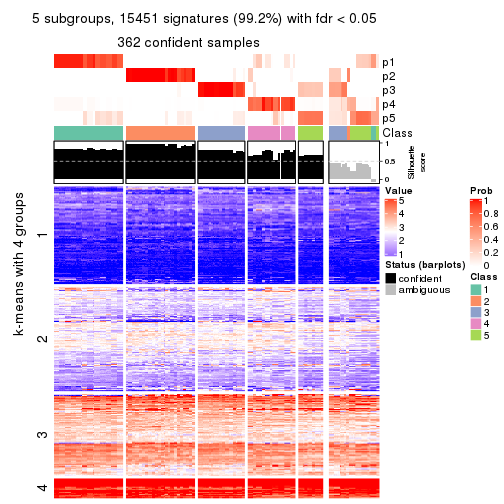 5 subgroups, 15451 signatures (99.2%) with fdr < 0.05
362 confident samples
p1
p2
p3
p4
p5
Class
1
0.5
0
Silhouette
score
k-means with 4 groups
1
2
3
4
Value
5
4
3
2
1
Status (barplots)
confident
ambiguous
Prob
1
0.8
0.6
0.4
0.2
0
Class
1
2
3
4
5